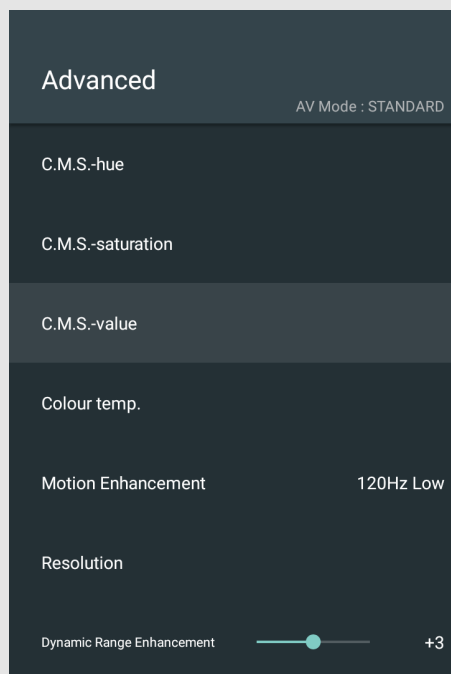 Advanced
AV Mode : STANDARD
C.M.S.-hue
C.M.S.-saturation
C.M.S.-value
Colour temp.
Motion Enhancement 120Hz Low
Resolution
Dynamic Range Enhancement +3